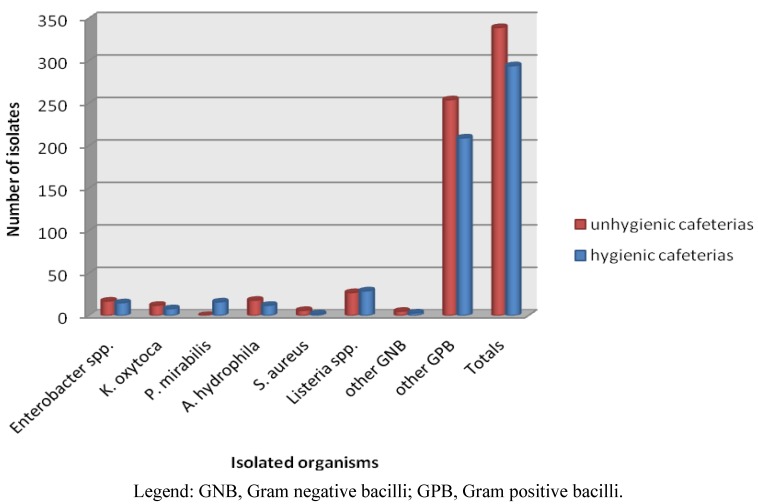 350
300
250
200
150
100
50
0
Number of isolates
Enterobacter spp.
K. oxytoca
P. mirabilis
A. hydrophila
S. aureus
Listeria spp.
other GNB
other GPB
Totals
Isolated organisms
unhygienic cafeterias
hygienic cafeterias
Legend: GNB, Gram negative bacilli; GPB, Gram positive bacilli.